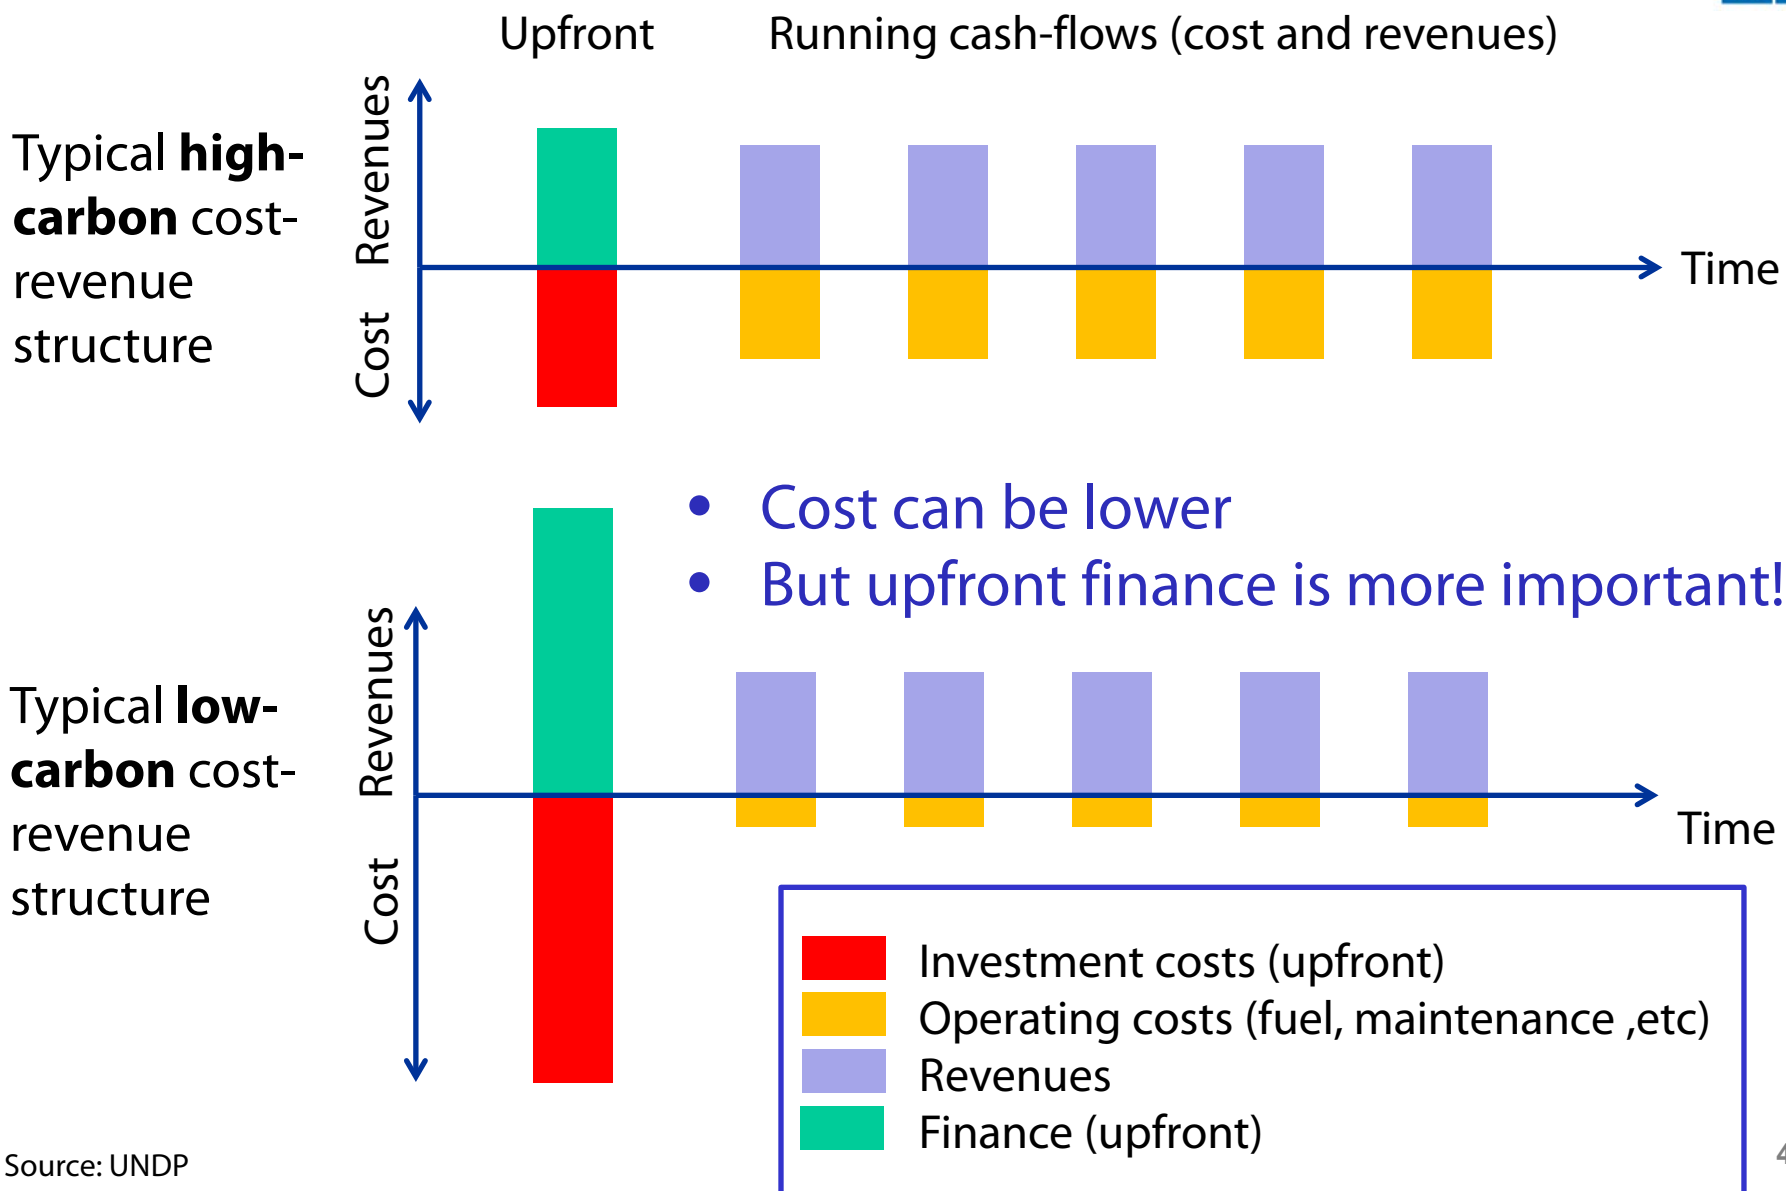 Upfront
Running cash-flows (cost and revenues)
Typical high-
carbon cost-
revenue
structure
Revenues
Cost
Time
• Cost can be lower
• But upfront finance is more important!
Typical low-
carbon cost-
revenue
structure
Revenues
Cost
Time
Investment costs (upfront)
Operating costs (fuel, maintenance ,etc)
Revenues
Finance (upfront)
Source: UNDP